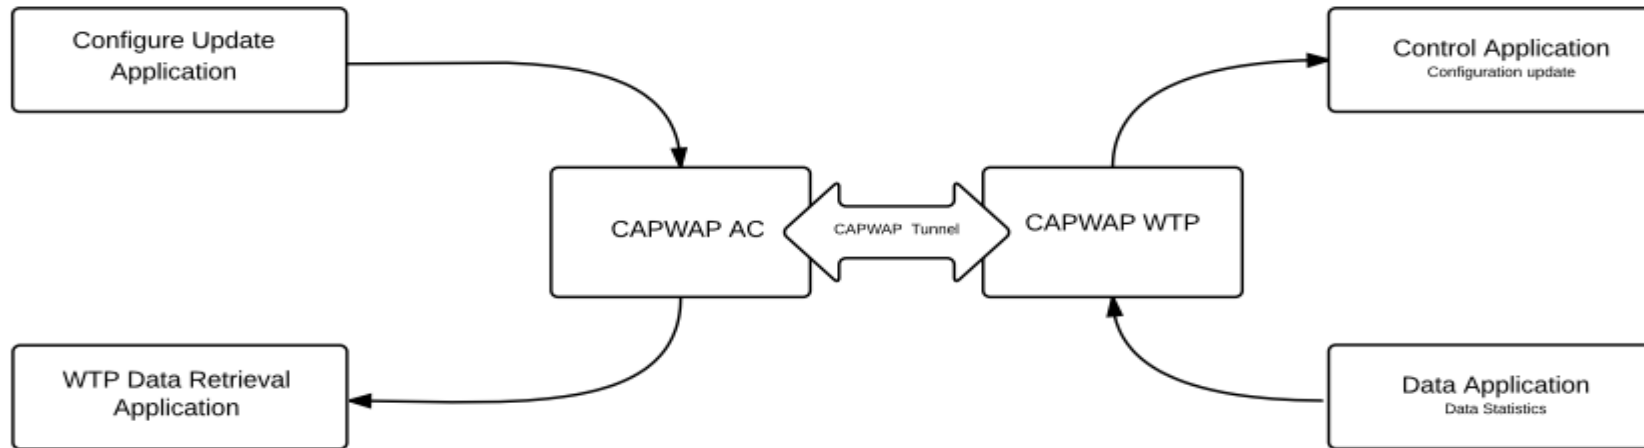 Configure Update
Application
Control Application
Configuration update
CAPWAP AC
CAPWAP Tunnel
CAPWAP WTP
WTP Data Retrieval
Application
Data Application
Data Statistics